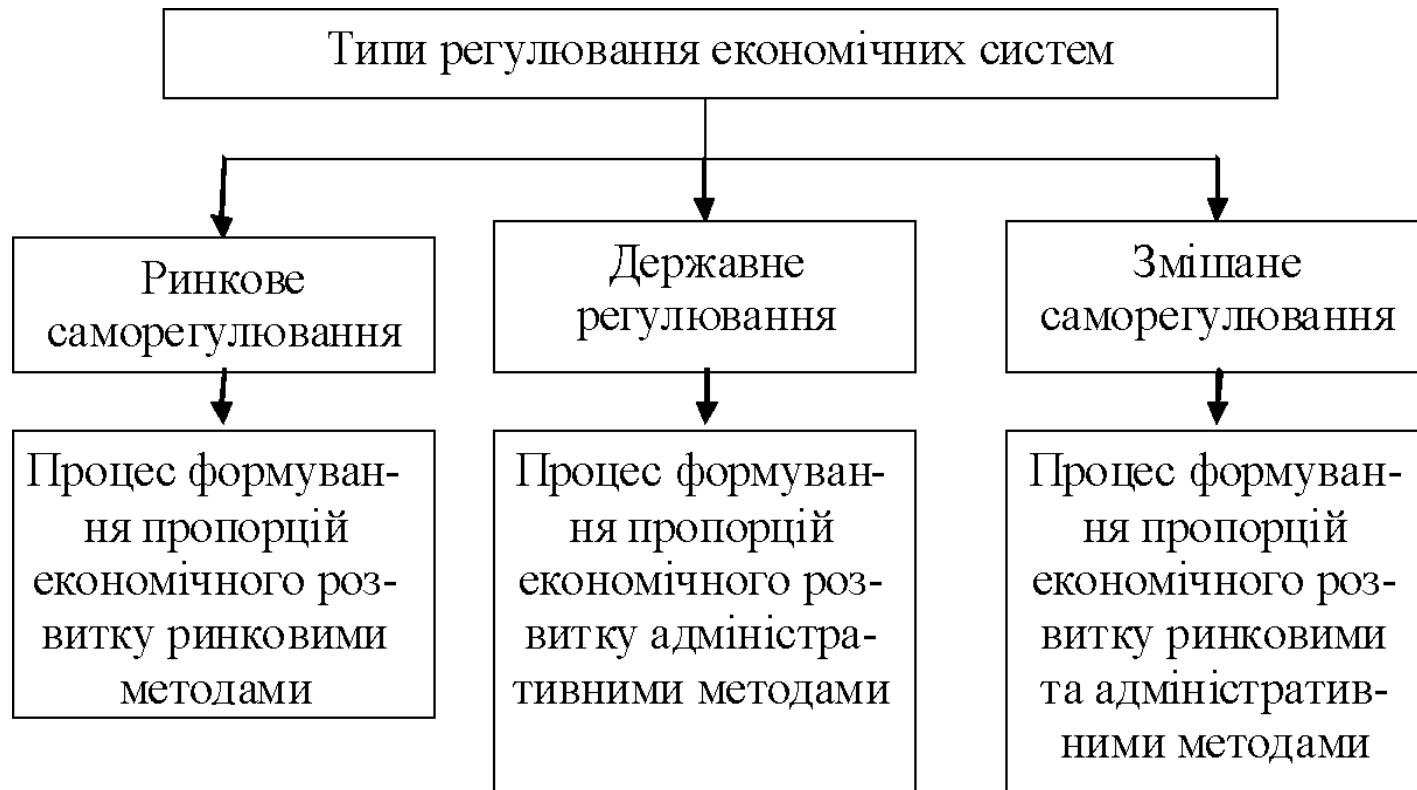 Типи регулювання економічних систем
Ринкове
саморегулювання
Державне
регулювання
Змішане
саморегулювання
Процес формуван-
ня пропорцій
економічного роз-
витку ринковими
методами
Процес формуван-
ня пропорцій
економічного роз-
витку адміністра-
тивними методами
Процес формуван-
ня пропорцій
економічного роз-
витку ринковими
та адміністратив-
ними методами